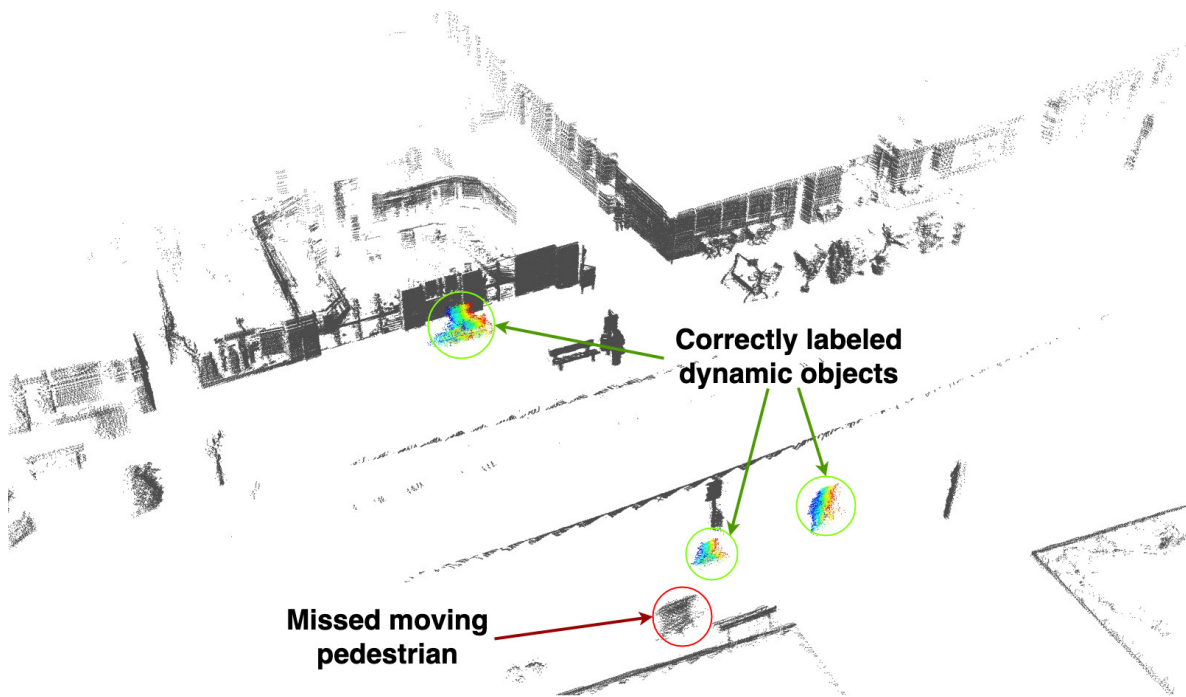 Correctly labeled
dynamic objects
Missed moving
pedestrian